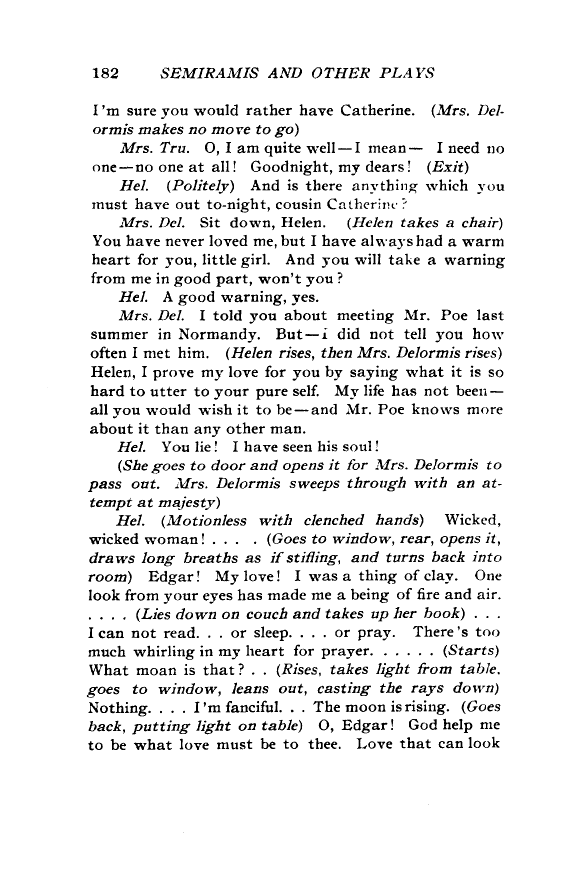 182 SEMIRAMIS AND OTHER PLAYS
I'm sure you would rather have Catherine. (Mrs. Del-
ormis makes no move to go)
Mrs. Tru. O, I am quite well—I mean— I need no
one—no one at all! Goodnight, my dears! (Exit)
Hel. (Politely) And is there anything which you
must have out to-night, cousin Catherine?
Mrs. Del. Sit down, Helen. (Helen takes a chair)
You have never loved me, but I have always had a warm
heart for you, little girl. And you will take a warning
from me in good part, won't you?
Hel. A good warning, yes.
Mrs. Del. I told you about meeting Mr. Poe last
summer in Normandy. But—i did not tell you how
often I met him. (Helen rises, then Mrs. Delormis rises)
Helen, I prove my love for you by saying what it is so
hard to utter to your pure self. My life has not been—
all you would wish it to be—and Mr. Poe knows more
about it than any other man.
Hel. You lie! I have seen his soul!
(She goes to door and opens it for Mrs. Delormis to
pass out. Mrs. Delormis sweeps through with an at-
tempt at majesty)
Hel. (Motionless with clenched hands) Wicked,
wicked woman! . . . . (Goes to window, rear, opens it,
draws long breaths as if stifling, and turns back into
room) Edgar! My love! I was a thing of clay. One
look from your eyes has made me a being of fire and air.
. . . . (Lies down on couch and takes up her book) . . .
I can not read. . . or sleep. . . . or pray. There's too
much whirling in my heart for prayer. . . . . . (Starts)
What moan is that? . . (Rises, takes light from table,
goes to window, leans out, casting the rays down)
Nothing. . . . I'm fanciful. . . The moon is rising. (Goes
back, putting light on table) O, Edgar! God help me
to be what love must be to thee. Love that can look